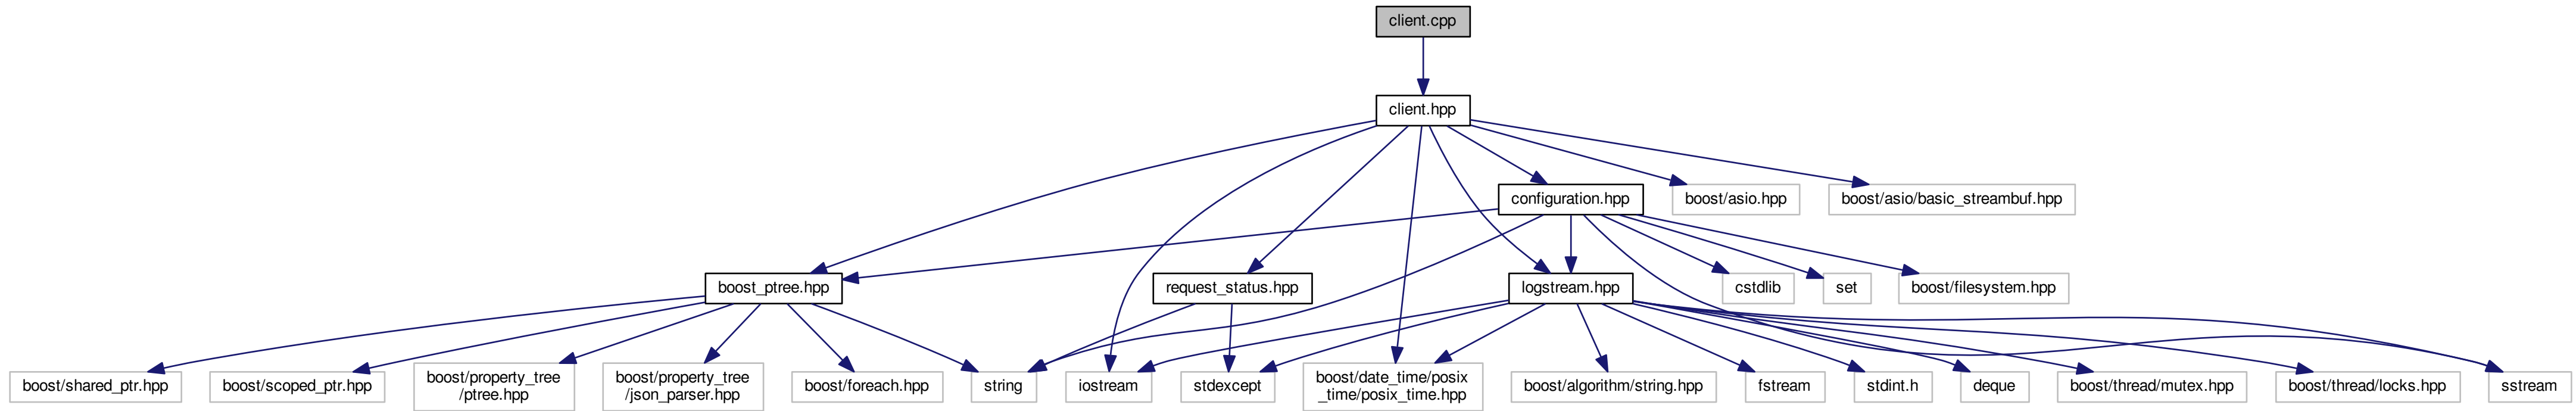 client.cpp
client.hpp
configuration.hpp
boost/asio.hpp
boost/asio/basic_streambuf.hpp
boost_ptree.hpp
request_status.hpp
logstream.hpp
cstdlib
set
boost/filesystem.hpp
boost/shared_ptr.hpp
boost/scoped_ptr.hpp
boost/property_tree
/ptree.hpp
boost/property_tree
/json_parser.hpp
boost/foreach.hpp
string
iostream
stdexcept
boost/date_time/posix
_time/posix_time.hpp
boost/algorithm/string.hpp
fstream
stdint.h
deque
boost/thread/mutex.hpp
boost/thread/locks.hpp
sstream